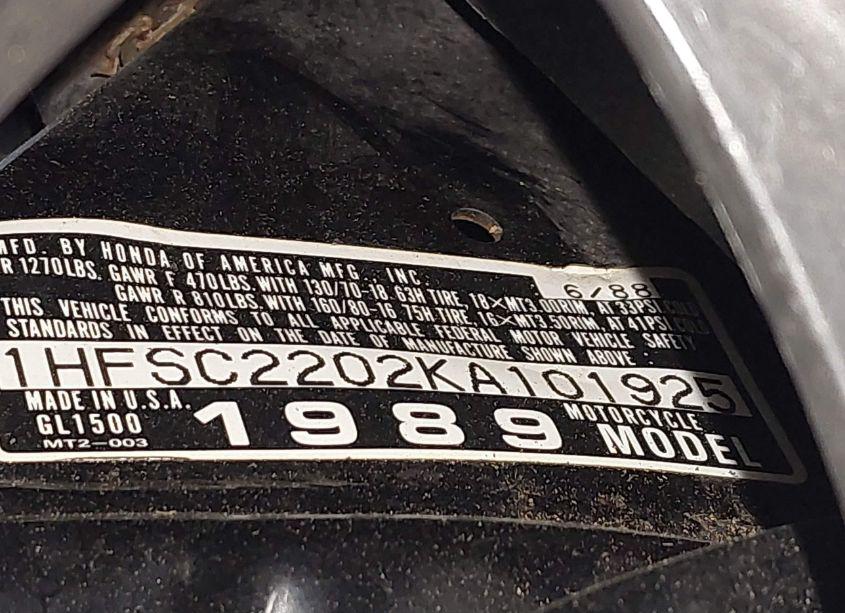 MFD. BY HONDA OF AMERICA MFG., INC. 6/88
R 1270LBS. GAWR F 470LBS. WITH 130/70-18 63H TIRE, 18×MT3.00RIM, AT 33PSI.COLD
GAWR R 810LBS. WITH 160/80-16 75H TIRE, 16×MT3.50RIM, AT 41PSI.COLD
THIS VEHICLE CONFORMS TO ALL APPLICABLE FEDERAL MOTOR VEHICLE SAFETY
STANDARDS IN EFFECT ON THE DATE OF MANUFACTURE SHOWN ABOVE.
1HFSC2202KA101925
MADE IN U.S.A.
GL1500
MT2-003
1989
MOTORCYCLE
MODEL